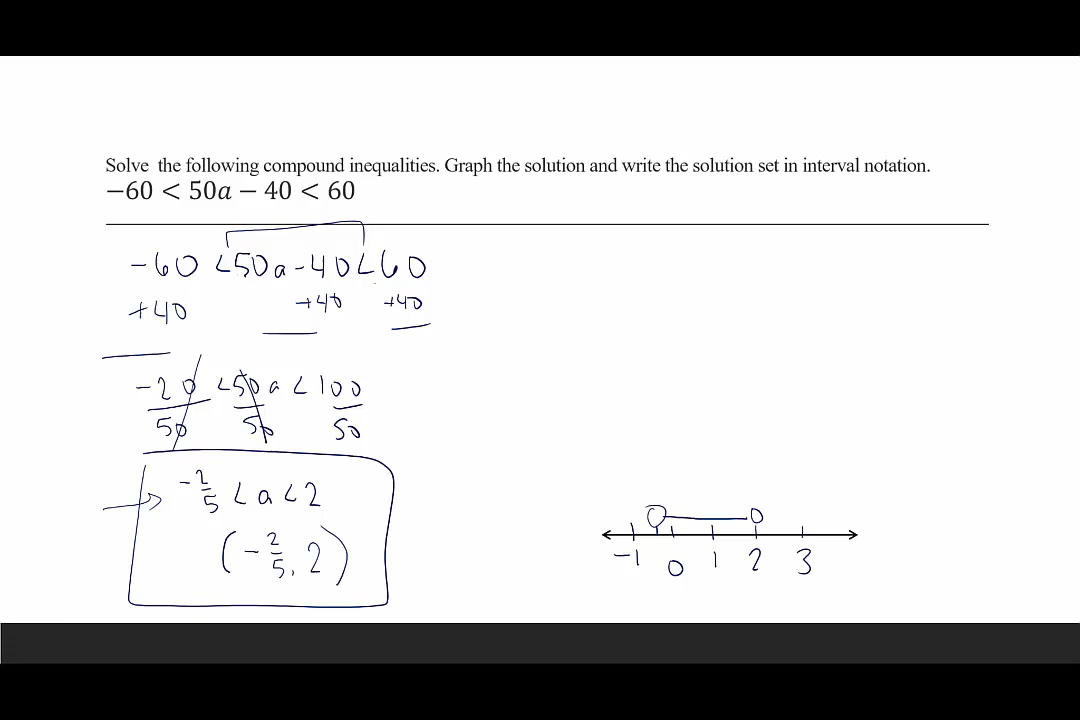 Solve the following compound inequalities. Graph the solution and write the solution set in interval notation.
−60 < 50𝑎 − 40 < 60
-60 <50a-40<60
+40 +40 +40
-20 <50a <100
50 50 50
-2/5 <a<2
(-2/5, 2)
-1 0 1 2 3